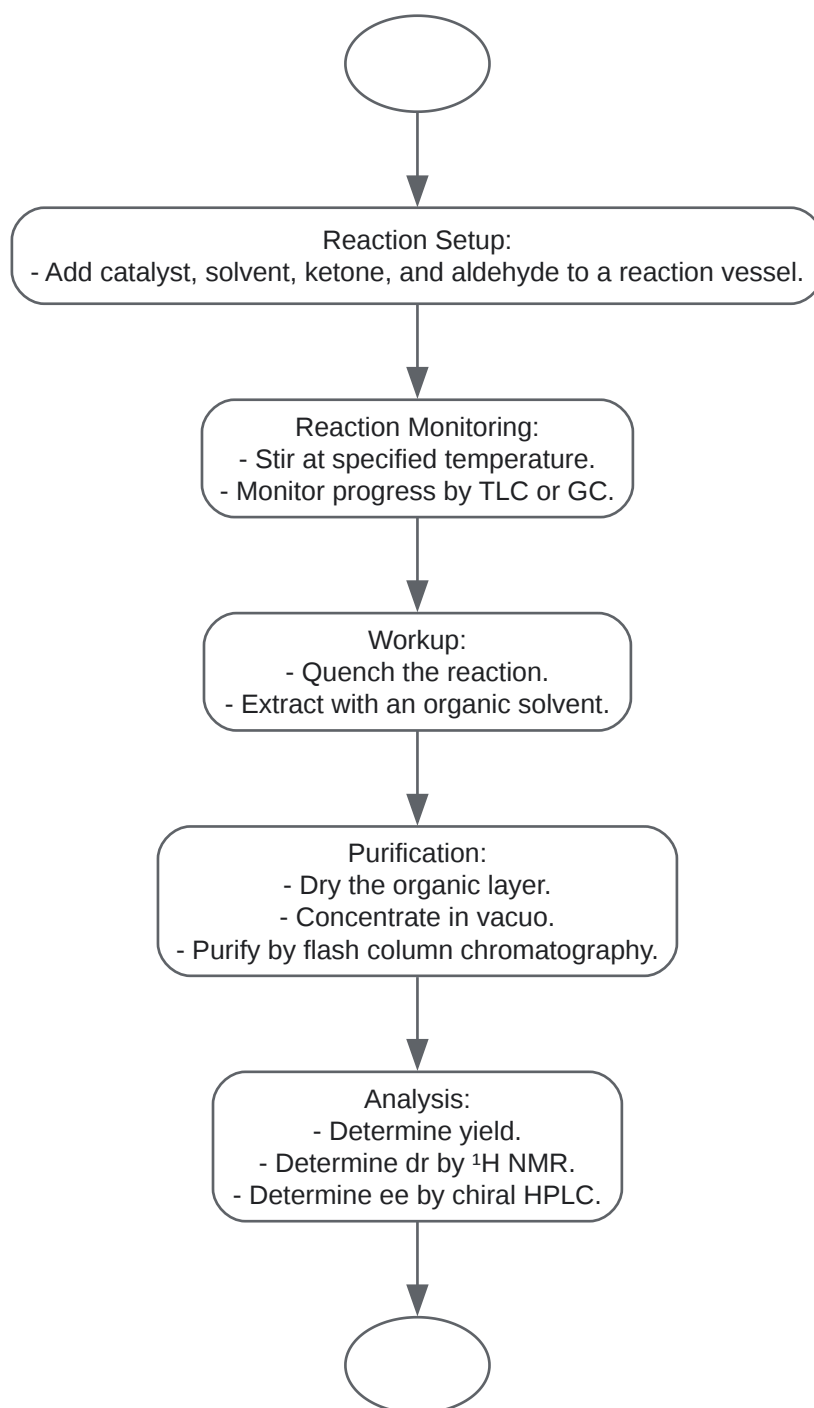 Reaction Setup:
- Add catalyst, solvent, ketone, and aldehyde to a reaction vessel.
Reaction Monitoring:
- Stir at specified temperature.
- Monitor progress by TLC or GC.
Workup:
- Quench the reaction.
- Extract with an organic solvent.
Purification:
- Dry the organic layer.
- Concentrate in vacuo.
- Purify by flash column chromatography.
Analysis:
- Determine yield.
- Determine dr by ¹H NMR.
- Determine ee by chiral HPLC.